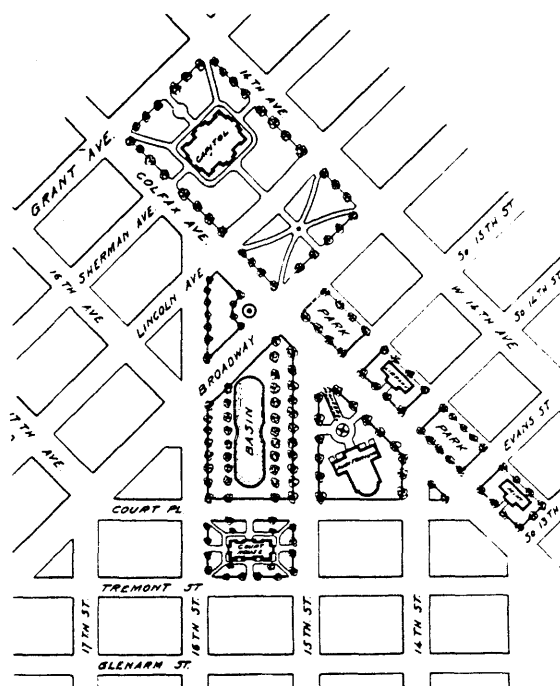 14TH AVE
CAPITOL
GRANT AVE.
COLFAX AVE.
SHERMAN AVE.
16TH AVE
LINCOLN AVE
So 15TH ST
So 14TH ST
W 14TH AVE
BROADWAY
PARK
BASIN
PARK
EVANS ST
17TH AVE.
So 13TH
COURT PL
COURT
HOUSE
TREMONT ST
17TH ST.
16TH ST.
15TH ST.
14TH ST.
GLENARM ST.